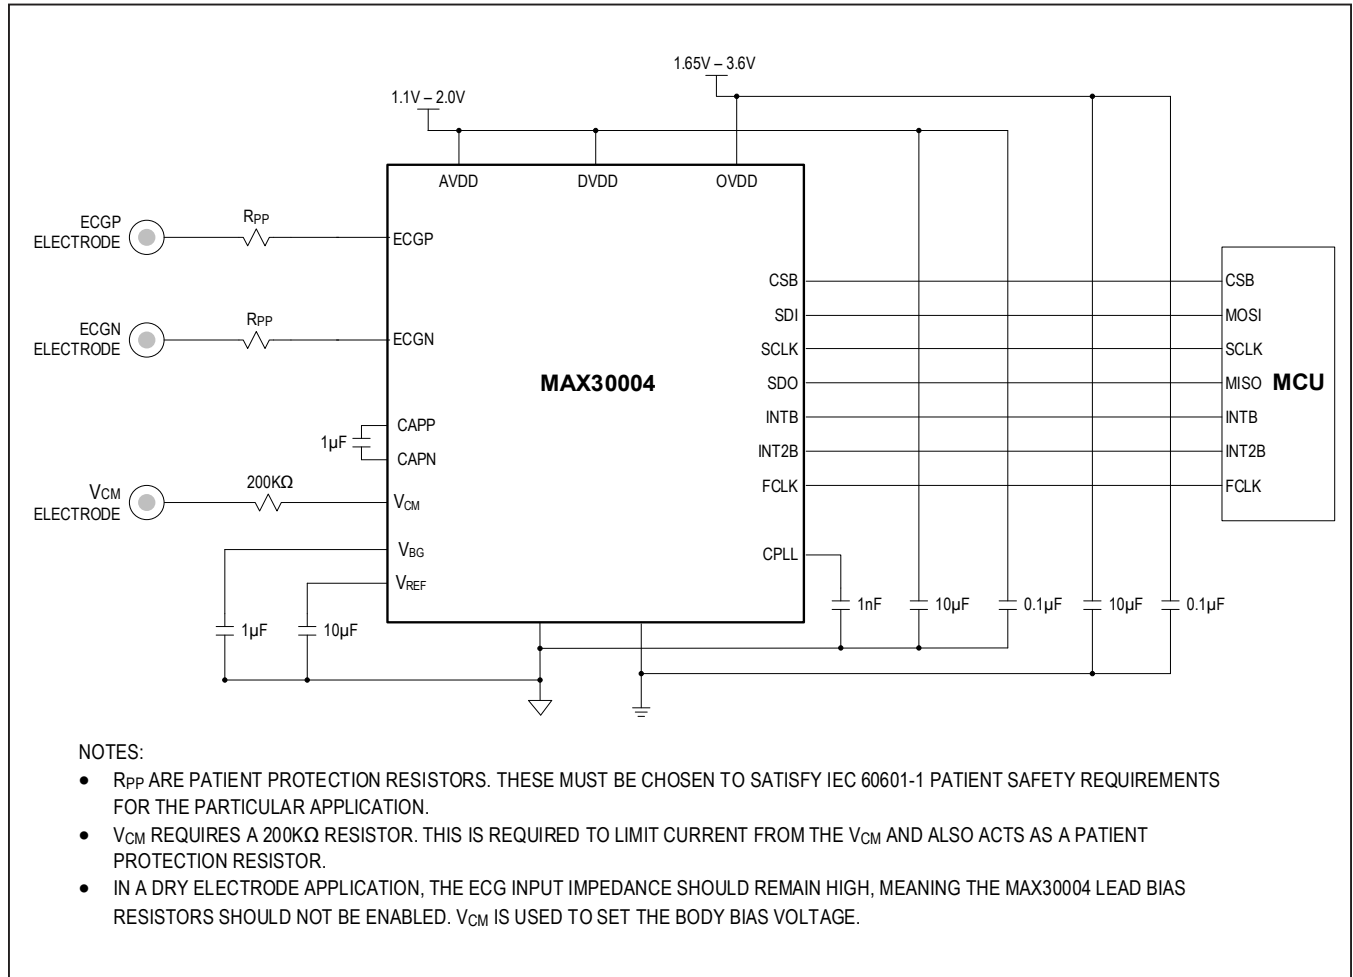 1.65V – 3.6V
1.1V – 2.0V
AVDD
DVDD
OVDD
ECGP
ELECTRODE
RPP
ECGP
ECGN
ELECTRODE
RPP
ECGN
MAX30004
1µF
CAPP
CAPN
VCM
ELECTRODE
200KΩ
VCM
VBG
VREF
1µF
10µF
CSB
SDI
SCLK
SDO
INTB
INT2B
FCLK
CPLL
CSB
MOSI
SCLK
MISO
MCU
INTB
INT2B
FCLK
1nF
10µF
0.1µF
10µF
0.1µF
NOTES:
● RPP ARE PATIENT PROTECTION RESISTORS. THESE MUST BE CHOSEN TO SATISFY IEC 60601-1 PATIENT SAFETY REQUIREMENTS
FOR THE PARTICULAR APPLICATION.
● VCM REQUIRES A 200KΩ RESISTOR. THIS IS REQUIRED TO LIMIT CURRENT FROM THE VCM AND ALSO ACTS AS A PATIENT
PROTECTION RESISTOR.
● IN A DRY ELECTRODE APPLICATION, THE ECG INPUT IMPEDANCE SHOULD REMAIN HIGH, MEANING THE MAX30004 LEAD BIAS
RESISTORS SHOULD NOT BE ENABLED. VCM IS USED TO SET THE BODY BIAS VOLTAGE.